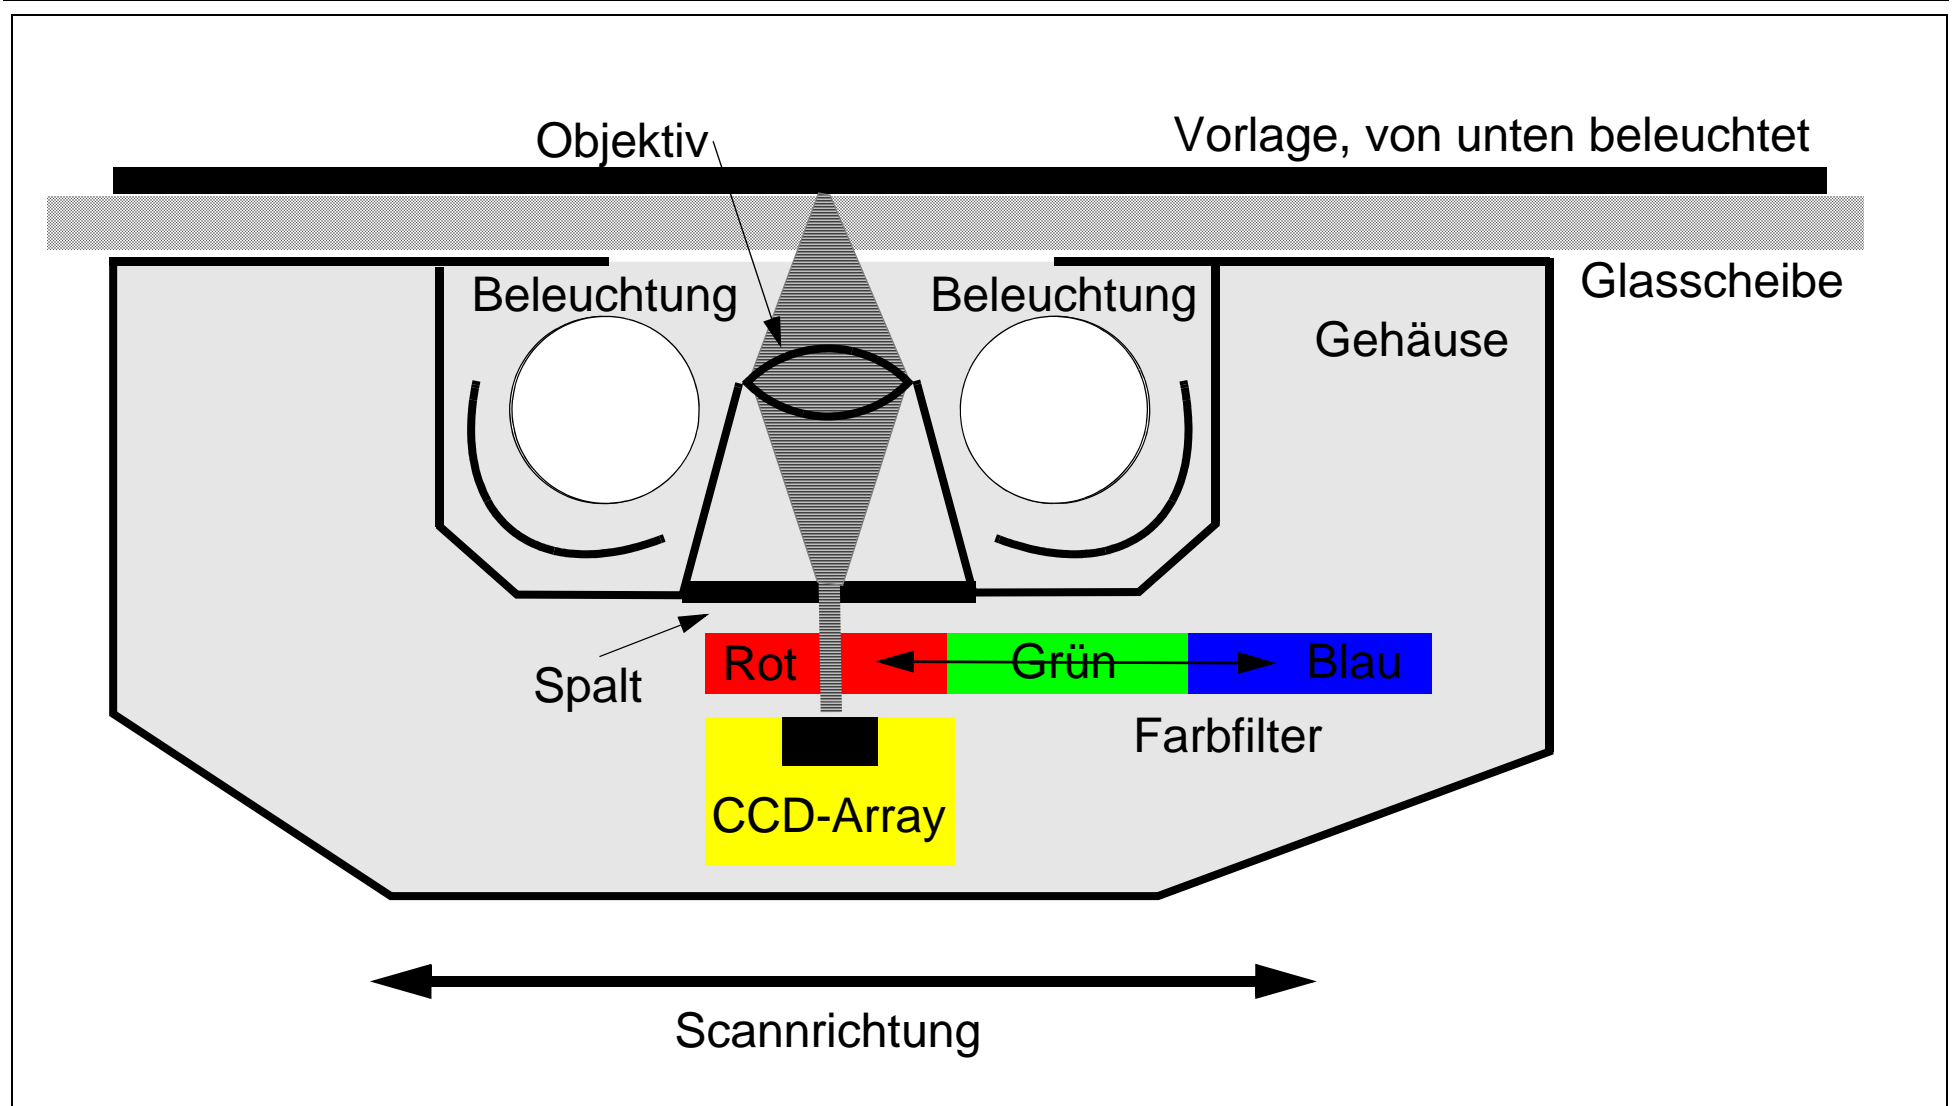 Objektiv
Vorlage, von unten beleuchtet
Glasscheibe
Beleuchtung
Beleuchtung
Gehäuse
Spalt
Rot
Grün
Blau
Farbfilter
CCD-Array
Scannrichtung